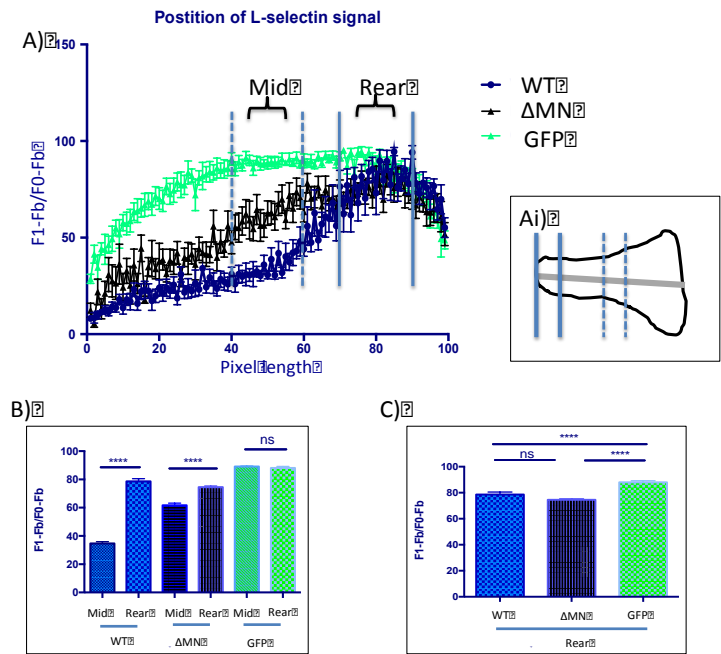 Postition of L-selectin signal
A)
150
100
50
0
F1-Fb/F0-Fb
Mid
Rear
0 20 40 60 80 100
Pixel length
WT
ΔMN
GFP
Ai)
B)
100
80
60
40
20
0
F1-Fb/F0-Fb
**** **** ns
Mid Rear Mid Rear Mid Rear
WT ΔMN GFP
C)
100
80
60
40
20
0
F1-Fb/F0-Fb
****
ns ****
WT ΔMN GFP
Rear